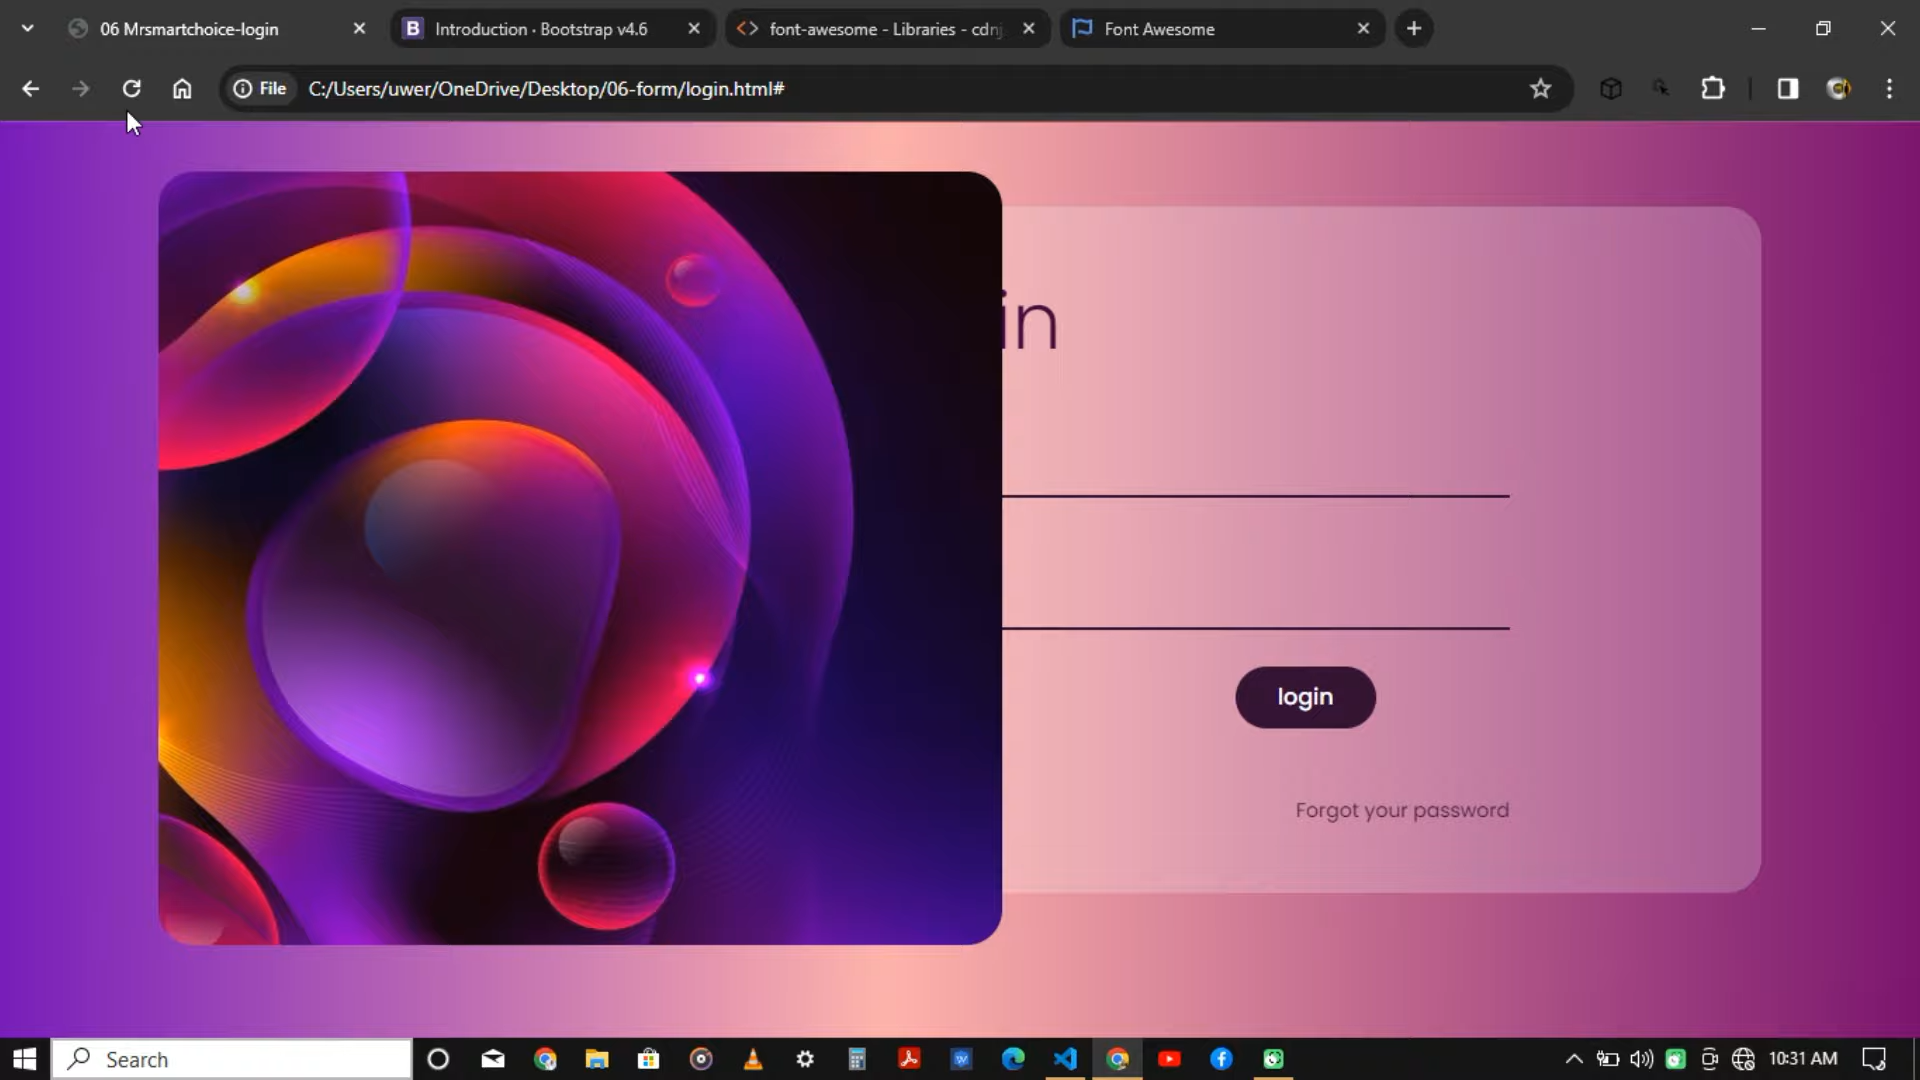 06 Mrsmartchoice-login
Introduction · Bootstrap v4.6
font-awesome - Libraries - cdnj
Font Awesome
File
C:/Users/uwer/OneDrive/Desktop/06-form/login.html#
in
login
Forgot your password
Search
10:31 AM